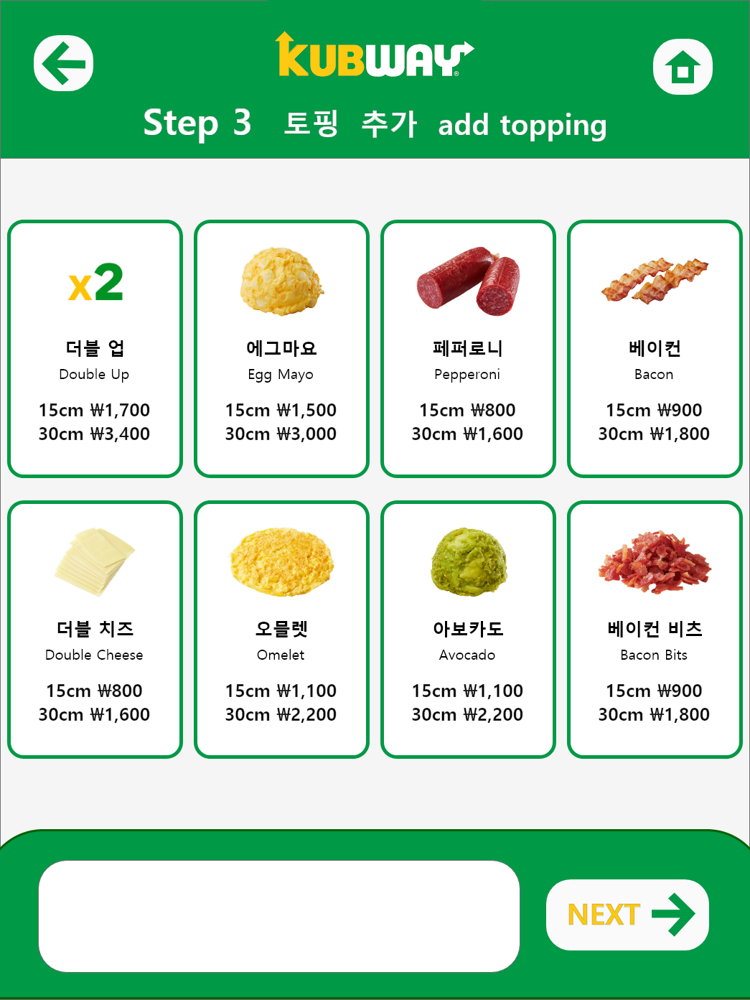 KUBWAY®
Step 3 토핑 추가 add topping
x2
더블 업
Double Up
15cm ₩1,700
30cm ₩3,400
에그마요
Egg Mayo
15cm ₩1,500
30cm ₩3,000
페퍼로니
Pepperoni
15cm ₩800
30cm ₩1,600
베이컨
Bacon
15cm ₩900
30cm ₩1,800
더블 치즈
Double Cheese
15cm ₩800
30cm ₩1,600
오믈렛
Omelet
15cm ₩1,100
30cm ₩2,200
아보카도
Avocado
15cm ₩1,100
30cm ₩2,200
베이컨 비츠
Bacon Bits
15cm ₩900
30cm ₩1,800
NEXT